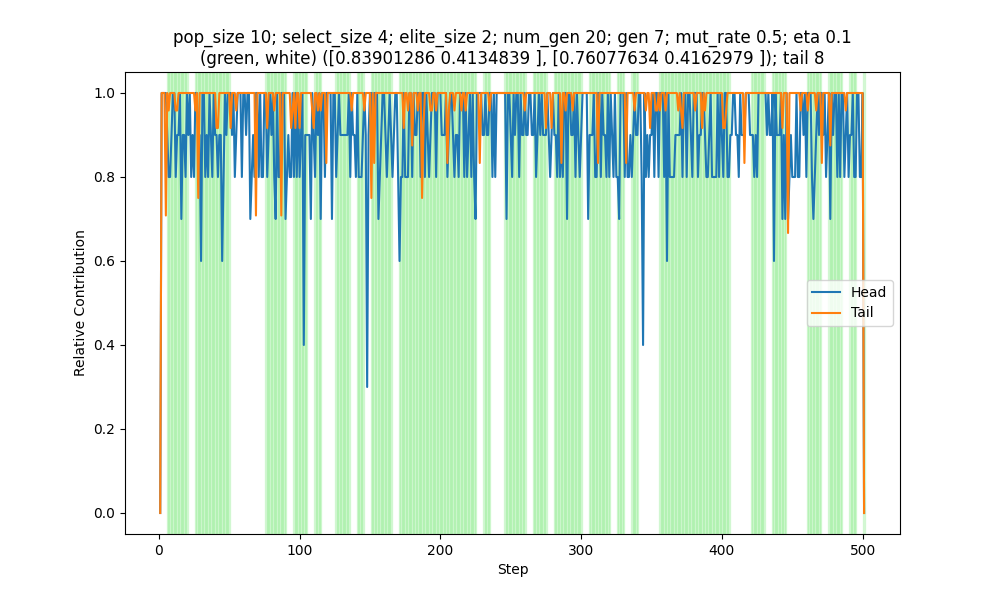 pop_size 10; select_size 4; elite_size 2; num_gen 20; gen 7; mut_rate 0.5; eta 0.1
(green, white) ([0.83901286 0.4134839 ], [0.76077634 0.4162979 ]); tail 8
1.0
0.8
0.6
0.4
0.2
0.0
Relative Contribution
Head
Tail
0
100
200
300
400
500
Step